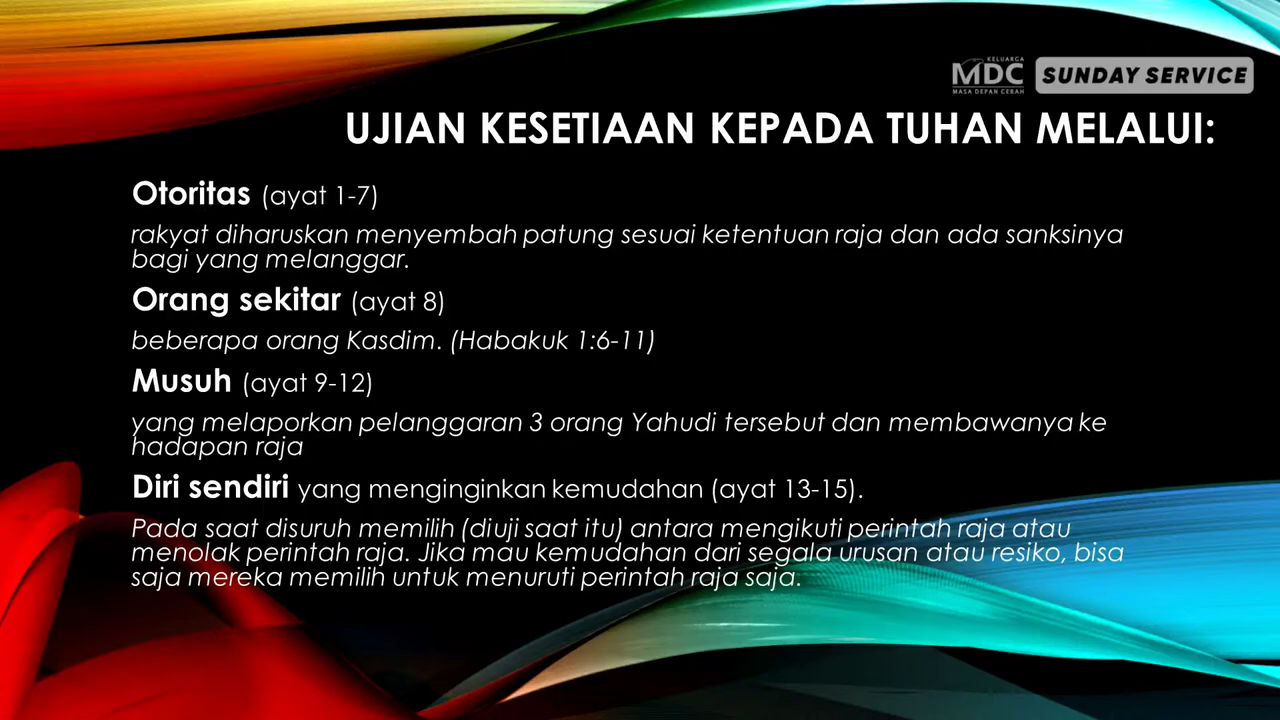 KELUARGA
MDC
MASA DEPAN CERAH
SUNDAY SERVICE
UJIAN KESETIAAN KEPADA TUHAN MELALUI:
Otoritas (ayat 1-7)
rakyat diharuskan menyembah patung sesuai ketentuan raja dan ada sanksinya
bagi yang melanggar.
Orang sekitar (ayat 8)
beberapa orang Kasdim. (Habakuk 1:6-11)
Musuh (ayat 9-12)
yang melaporkan pelanggaran 3 orang Yahudi tersebut dan membawanya ke
hadapan raja
Diri sendiri yang menginginkan kemudahan (ayat 13-15).
Pada saat disuruh memilih (diuji saat itu) antara mengikuti perintah raja atau
menolak perintah raja. Jika mau kemudahan dari segala urusan atau resiko, bisa
saja mereka memilih untuk menuruti perintah raja saja.